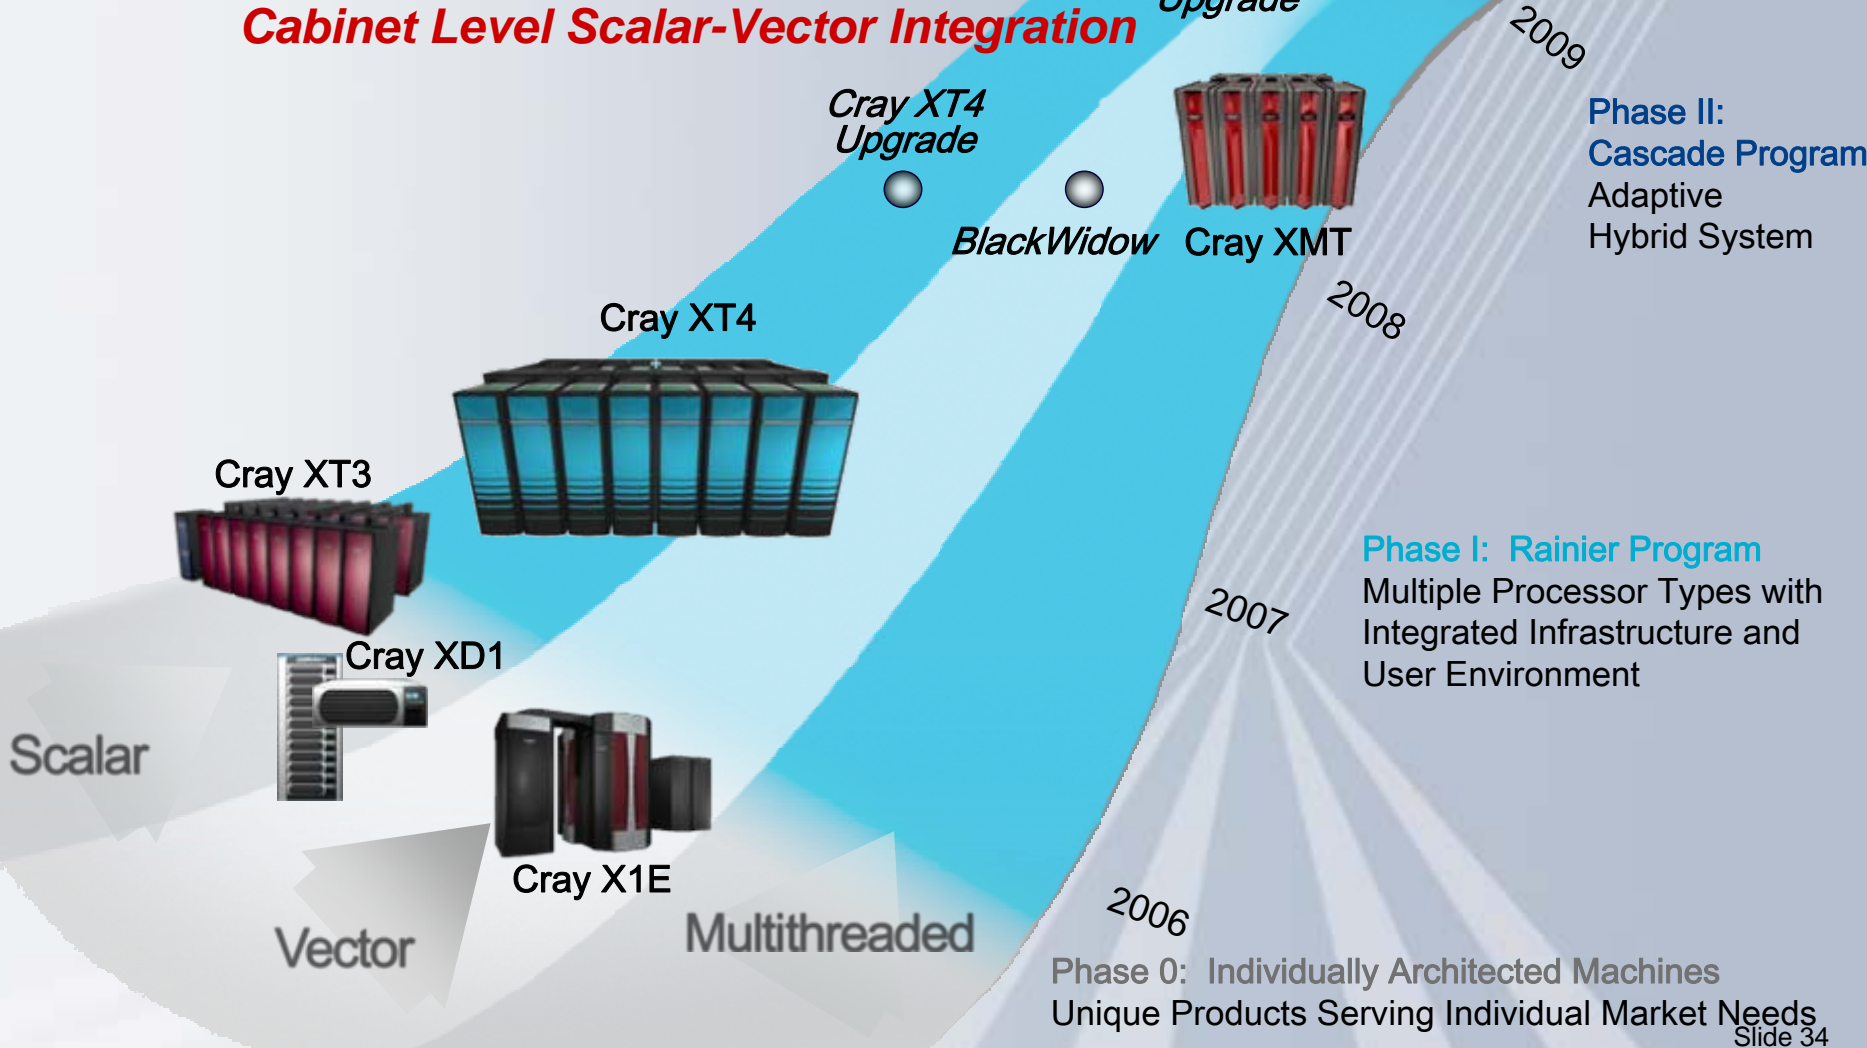 Upgrade
Cabinet Level Scalar-Vector Integration
2009
Cray XT4
Upgrade
Phase II:
Cascade Program
Adaptive
Hybrid System
BlackWidow
Cray XMT
2008
Cray XT4
Cray XT3
Phase I:  Rainier Program
Multiple Processor Types with
Integrated Infrastructure and
User Environment
2007
Cray XD1
Scalar
Cray X1E
2006
Vector
Multithreaded
Phase 0:  Individually Architected Machines
Unique Products Serving Individual Market Needs
Slide 34